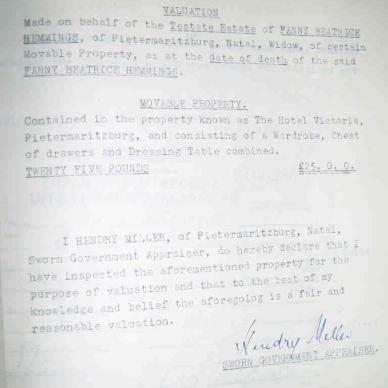 VALUATION
Made on behalf of the Testate Estate of FANNY BEATRICE
HEMMINGS, of Pietermaritzburg, Natal, Widow, of certain
Movable Property, as at the date of death of the said
FANNY BEATRICE HEMMINGS.
MOVABLE PROPERTY.
Contained in the property known as The Hotel Victoria,
Pietermaritzburg, and consisting of a Wardrobe, Chest
of drawers and Dressing Table combined.
TWENTY FIVE POUNDS £25. 0. 0.
I HENDRY MILLER, of Pietermaritzburg, Natal,
Sworn Government Appraiser, do hereby declare that I
have inspected the aforementioned property for the
purpose of valuation and that to the best of my
knowledge and belief the aforegoing is a fair and
reasonable valuation.
Hendry Miller
SWORN GOVERNMENT APPRAISER.